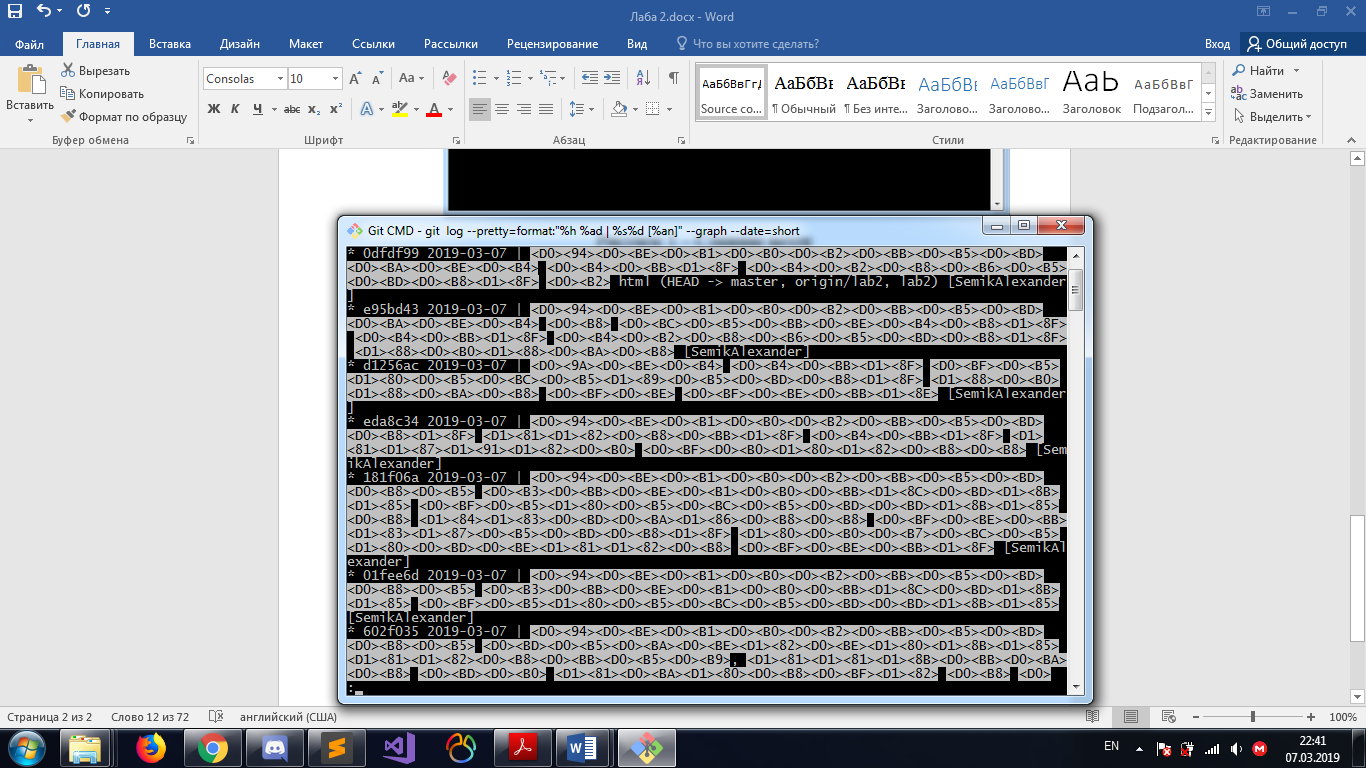 Лаба 2.docx - Word
Файл Главная Вставка Дизайн Макет Ссылки Рассылки Рецензирование Вид Что вы хотите сделать? Вход Общий доступ
Вставить
Вырезать
Копировать
Формат по образцу
Буфер обмена
Consolas 10
Ж К Ч abc x₂ x²
Шрифт
Абзац
АаБбВвГгД АаБбВвІ АаБбВвІ АаБбВ АаБбВвГ АаЬ АаБбВвГ
Source co... ¶ Обычный ¶ Без инте... Заголово... Заголово... Заголовок Подзагол...
Стили
Найти
Заменить
Выделить
Редактирование
Git CMD - git log --pretty=format:"%h %ad | %s%d [%an]" --graph --date=short
* 0dfdf99 2019-03-07 | <D0><94><D0><BE><D0><B1><D0><B0><D0><B2><D0><BB><D0><B5><D0><BD>
<D0><BA><D0><BE><D0><B4> <D0><B4><D0><BB><D1><8F> <D0><B4><D0><B2><D0><B8><D0><B6><D0><B5>
<D0><BD><D0><B8><D1><8F> <D0><B2> html (HEAD -> master, origin/lab2, lab2) [SemikAlexander
]
* e95bd43 2019-03-07 | <D0><94><D0><BE><D0><B1><D0><B0><D0><B2><D0><BB><D0><B5><D0><BD>
<D0><BA><D0><BE><D0><B4> <D0><B8> <D0><BC><D0><B5><D0><BB><D0><BE><D0><B4><D0><B8><D1><8F>
<D0><B4><D0><BB><D1><8F> <D0><B4><D0><B2><D0><B8><D0><B6><D0><B5><D0><BD><D0><B8><D1><8F>
<D1><88><D0><B0><D1><88><D0><BA><D0><B8> [SemikAlexander]
* d1256ac 2019-03-07 | <D0><9A><D0><BE><D0><B4> <D0><B4><D0><BB><D1><8F> <D0><BF><D0><B5>
<D1><80><D0><B5><D0><BC><D0><B5><D1><89><D0><B5><D0><BD><D0><B8><D1><8F> <D1><88><D0><B0>
<D1><88><D0><BA><D0><B8> <D0><BF><D0><BE> <D0><BF><D0><BE><D0><BB><D1><8E> [SemikAlexander
]
* eda8c34 2019-03-07 | <D0><94><D0><BE><D0><B1><D0><B0><D0><B2><D0><BB><D0><B5><D0><BD>
<D0><B8><D1><8F> <D1><81><D1><82><D0><B8><D0><BB><D1><8F> <D0><B4><D0><BB><D1><8F> <D1>
<81><D1><87><D1><91><D1><82><D0><B0> <D0><BF><D0><B0><D1><80><D1><82><D0><B8><D0><B8> [Sem
ikAlexander]
* 181f06a 2019-03-07 | <D0><94><D0><BE><D0><B1><D0><B0><D0><B2><D0><BB><D0><B5><D0><BD>
<D0><B8><D0><B5> <D0><B3><D0><BB><D0><BE><D0><B1><D0><B0><D0><BB><D1><8C><D0><BD><D1><8B>
<D1><85> <D0><BF><D0><B5><D1><80><D0><B5><D0><BC><D0><B5><D0><BD><D0><BD><D1><8B><D1><85>
<D0><B8> <D1><84><D1><83><D0><BD><D0><BA><D1><86><D0><B8><D0><B8> <D0><BF><D0><BE><D0><BB>
<D1><83><D1><87><D0><B5><D0><BD><D0><B8><D1><8F> <D1><80><D0><B0><D0><B7><D0><BC><D0><B5>
<D1><80><D0><BD><D0><BE><D1><81><D1><82><D0><B8> <D0><BF><D0><BE><D0><BB><D1><8F> [SemikAl
exander]
* 01fee6d 2019-03-07 | <D0><94><D0><BE><D0><B1><D0><B0><D0><B2><D0><BB><D0><B5><D0><BD>
<D0><B8><D0><B5> <D0><B3><D0><BB><D0><BE><D0><B1><D0><B0><D0><BB><D1><8C><D0><BD><D1><8B>
<D1><85> <D0><BF><D0><B5><D1><80><D0><B5><D0><BC><D0><B5><D0><BD><D0><BD><D1><8B><D1><85>
[SemikAlexander]
* 602f035 2019-03-07 | <D0><94><D0><BE><D0><B1><D0><B0><D0><B2><D0><BB><D0><B5><D0><BD>
<D0><B8><D0><B5> <D0><BD><D0><B5><D0><BA><D0><BE><D1><82><D0><BE><D1><80><D1><8B><D1><85>
<D1><81><D1><82><D0><B8><D0><BB><D0><B5><D0><B9>, <D1><81><D1><81><D1><8B><D0><BB><D0><BA>
<D0><B8> <D0><BD><D0><B0> <D1><81><D0><BA><D1><80><D0><B8><D0><BF><D1><82> <D0><B8> <D0>
:
Страница 2 из 2 Слово 12 из 72 английский (США) 100%
EN
22:41
07.03.2019